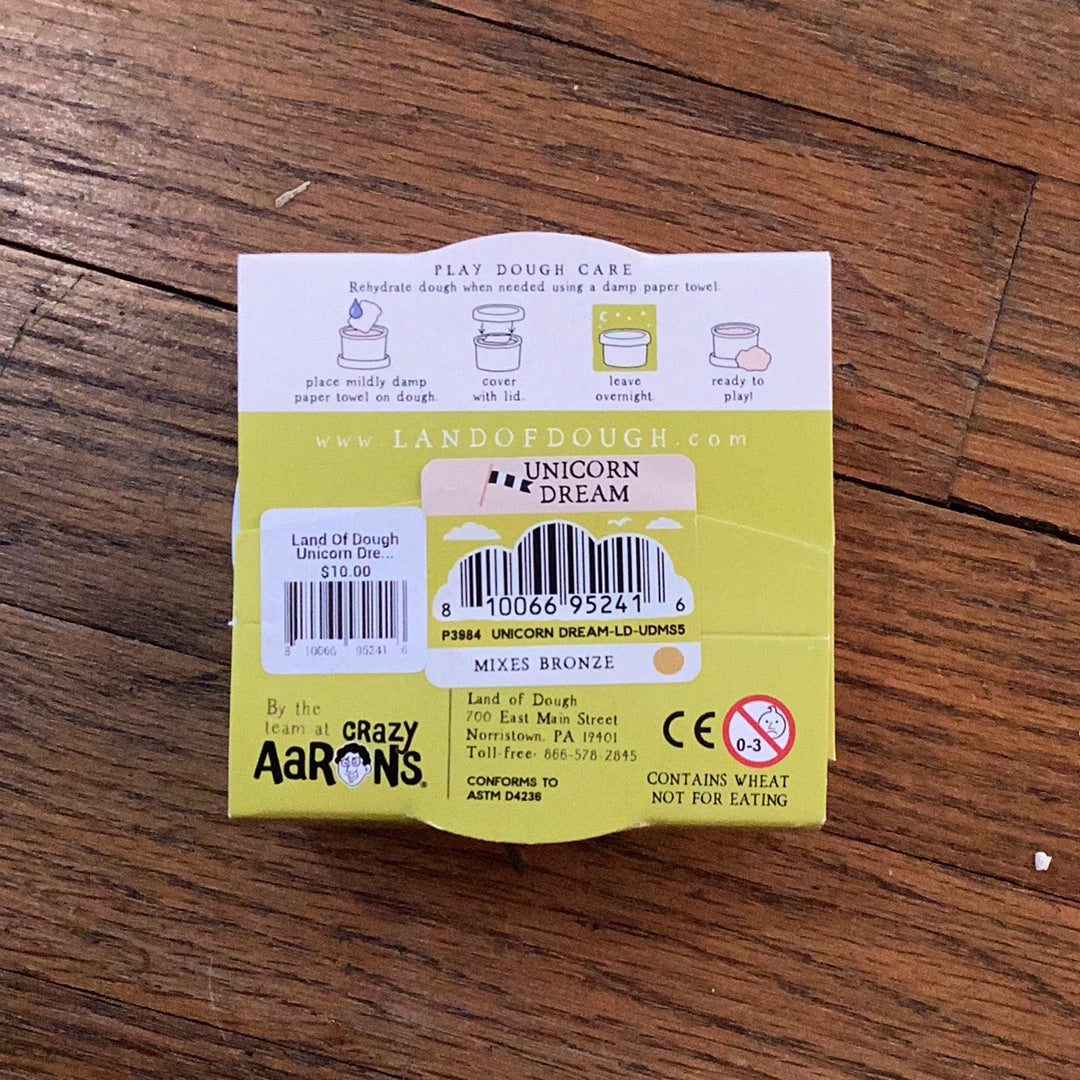 PLAY DOUGH CARE
Rehydrate dough when needed using a damp paper towel.
place mildly damp
paper towel on dough.
cover
with lid.
leave
overnight.
ready to
play!
www.LANDOFDOUGH.com
UNICORN
DREAM
8 10066 95241 6
P3984 UNICORN DREAM-LD-UDMS5
MIXES BRONZE
Land Of Dough
Unicorn Dre...
$10.00
8 10066 95241 6
By the
team at CRAZY
AARON'S®
Land of Dough
700 East Main Street
Norristown, PA 19401
Toll-free: 866-578-2845
CONFORMS TO
ASTM D4236
CE
0-3
CONTAINS WHEAT
NOT FOR EATING